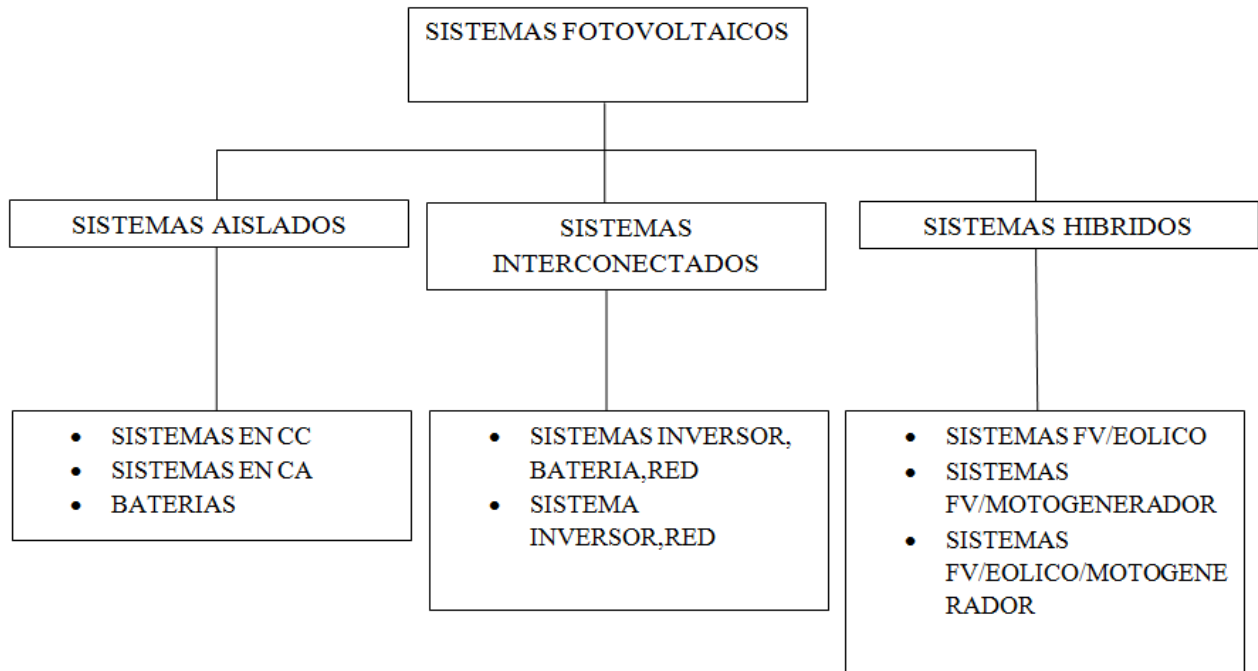 SISTEMAS FOTOVOLTAICOS
SISTEMAS AISLADOS
SISTEMAS
INTERCONECTADOS
SISTEMAS HIBRIDOS
• SISTEMAS EN CC
• SISTEMAS EN CA
• BATERIAS
• SISTEMAS INVERSOR,
BATERIA,RED
• SISTEMA
INVERSOR,RED
• SISTEMAS FV/EOLICO
• SISTEMAS
FV/MOTOGENERADOR
• SISTEMAS
FV/EOLICO/MOTOGENE
RADOR